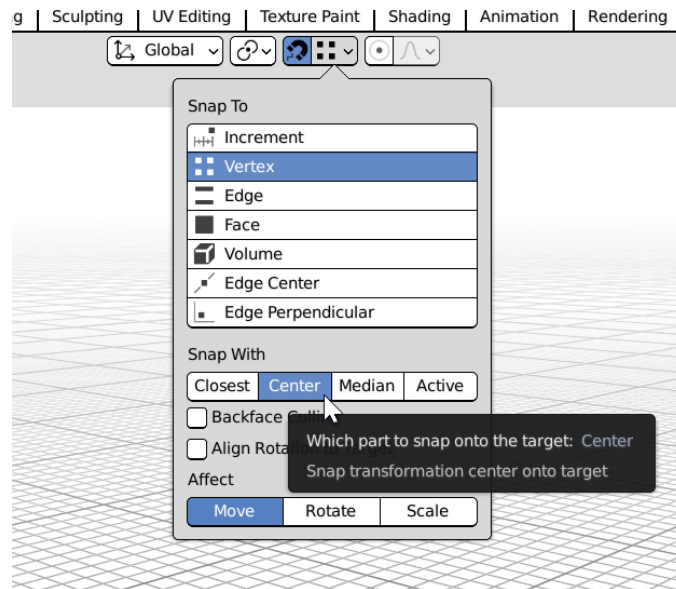 g Sculpting UV Editing Texture Paint Shading Animation Rendering
Global
Snap To
Increment
Vertex
Edge
Face
Volume
Edge Center
Edge Perpendicular
Snap With
Closest Center Median Active
Backface
Which part to snap onto the target: Center
Align
Snap transformation center onto target
Affect
Move Rotate Scale